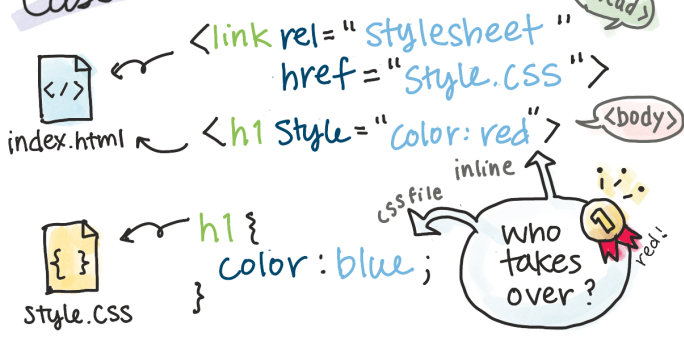 <link rel="stylesheet"
href="style.css">
</>
index.html
<h1 style="color: red">
<body>
inline
css file
1
h1 {
who
takes
over?
red!
{ }
color: blue;
}
style.css